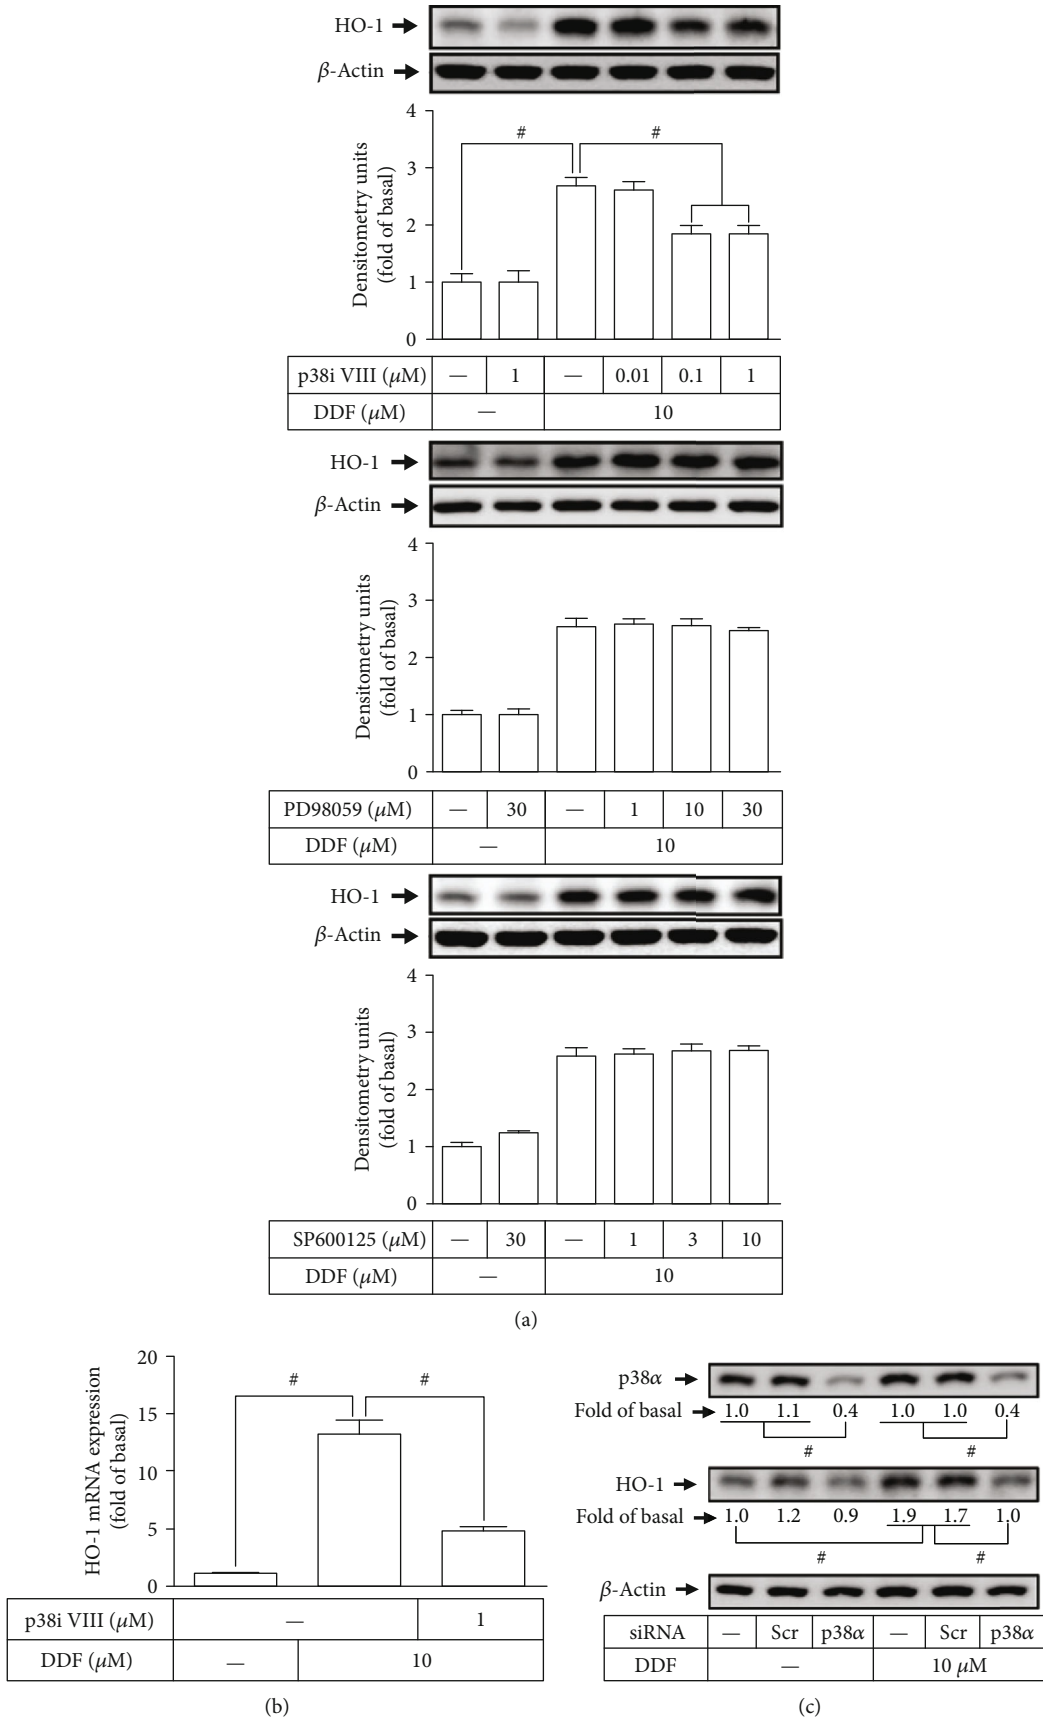 HO-1
β-Actin
4
3
2
1
0
Densitometry units
(fold of basal)
# #
p38i VIII (μM) — 1 — 0.01 0.1 1
DDF (μM) — 10
HO-1
β-Actin
4
3
2
1
0
Densitometry units
(fold of basal)
PD98059 (μM) — 30 — 1 10 30
DDF (μM) — 10
HO-1
β-Actin
4
3
2
1
0
Densitometry units
(fold of basal)
SP600125 (μM) — 30 — 1 3 10
DDF (μM) — 10
(a)
20
15
10
5
0
HO-1 mRNA expression
(fold of basal)
# #
p38i VIII (μM) — 1
DDF (μM) — 10
(b)
p38α
Fold of basal 1.0 1.1 0.4 1.0 1.0 0.4
# #
HO-1
Fold of basal 1.0 1.2 0.9 1.9 1.7 1.0
# #
β-Actin
siRNA — Scr p38α — Scr p38α
DDF — 10 μM
(c)